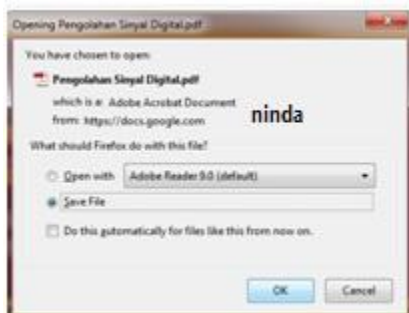 Opening Pengolahan Sinyal Digital.pdf
You have chosen to open:
Pengolahan Sinyal Digital.pdf
which is a: Adobe Acrobat Document
from: https://docs.google.com
ninda
What should Firefox do with this file?
Open with Adobe Reader 9.0 (default)
Save File
Do this automatically for files like this from now on.
OK Cancel